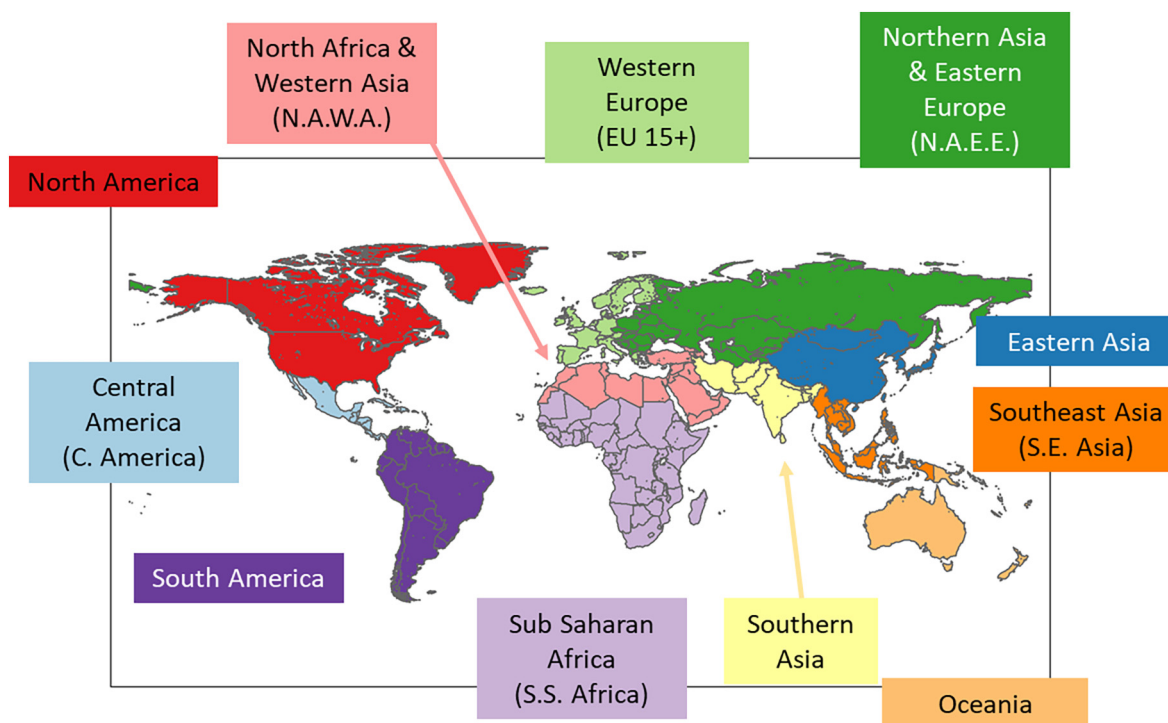 North Africa &
Western Asia
(N.A.W.A.)
Western
Europe
(EU 15+)
Northern Asia
& Eastern
Europe
(N.A.E.E.)
North America
Eastern Asia
Central
America
(C. America)
Southeast Asia
(S.E. Asia)
South America
Sub Saharan
Africa
(S.S. Africa)
Southern
Asia
Oceania